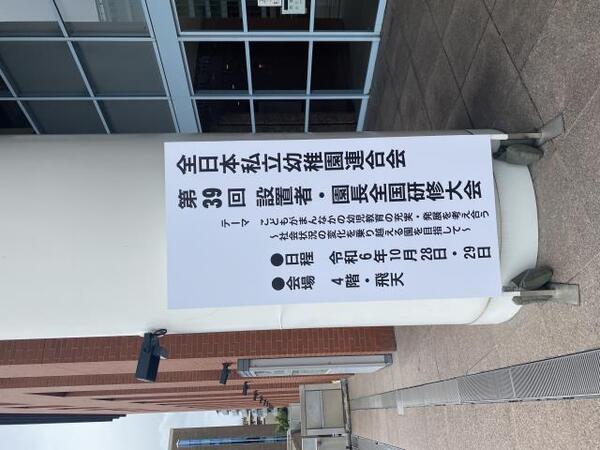 全日本私立幼稚園連合会
第39回 設置者・園長全国研修大会
テーマ こどもがまんなかの幼児教育の充実・発展を考え合う
～社会状況の変化を乗り越える園を目指して～
●日程 令和6年10月28日・29日
●会場 4階・飛天